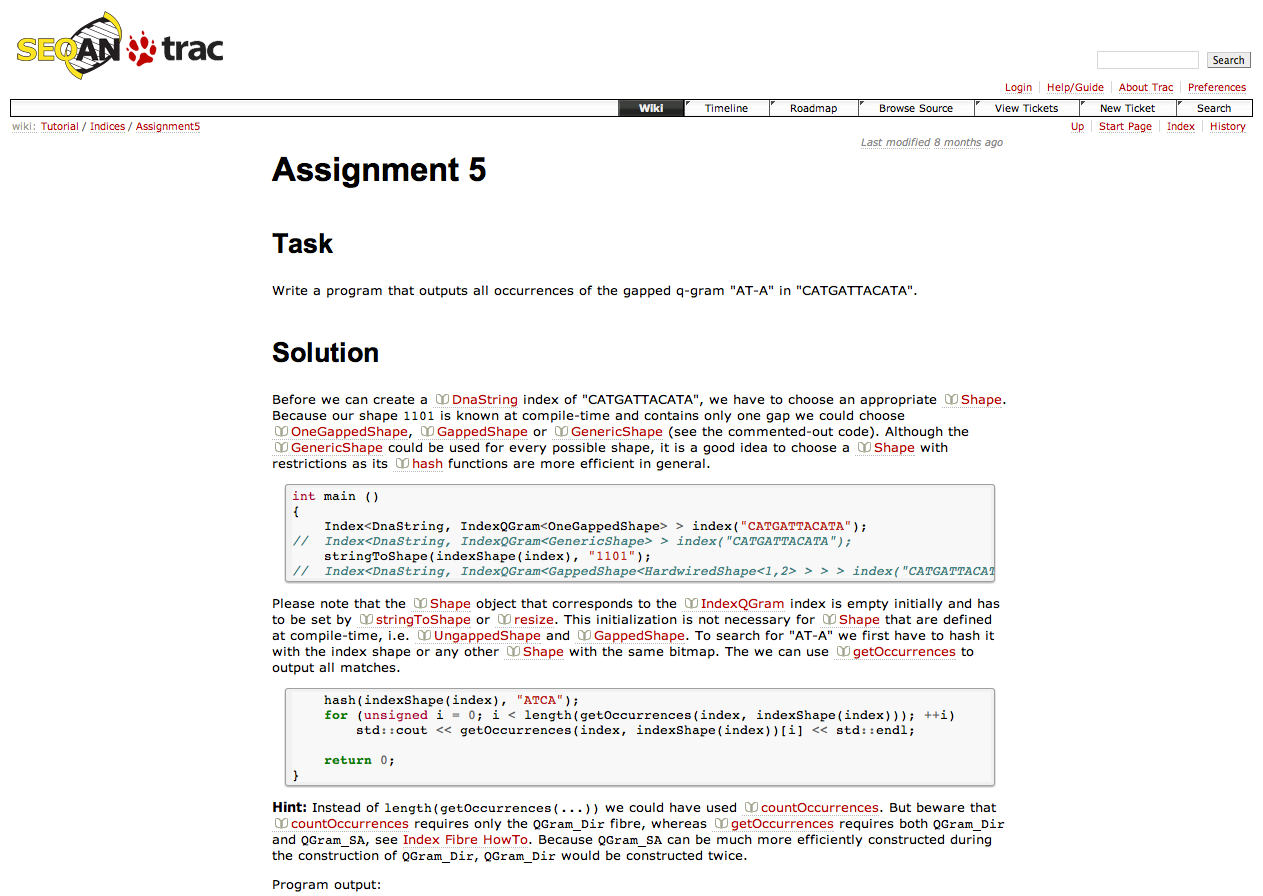 SEQAN trac
Search
Login Help/Guide About Trac Preferences
Wiki Timeline Roadmap Browse Source View Tickets New Ticket Search
wiki: Tutorial / Indices / Assignment5 Up Start Page Index History
Last modified 8 months ago
Assignment 5
Task
Write a program that outputs all occurrences of the gapped q-gram "AT-A" in "CATGATTACATA".
Solution
Before we can create a DnaString index of "CATGATTACATA", we have to choose an appropriate Shape.
Because our shape 1101 is known at compile-time and contains only one gap we could choose
OneGappedShape, GappedShape or GenericShape (see the commented-out code). Although the
GenericShape could be used for every possible shape, it is a good idea to choose a Shape with
restrictions as its hash functions are more efficient in general.
int main ()
{
    Index<DnaString, IndexQGram<OneGappedShape> > index("CATGATTACATA");
//  Index<DnaString, IndexQGram<GenericShape> > index("CATGATTACATA");
    stringToShape(indexShape(index), "1101");
//  Index<DnaString, IndexQGram<GappedShape<HardwiredShape<1,2> > > > index("CATGATTACAT
Please note that the Shape object that corresponds to the IndexQGram index is empty initially and has
to be set by stringToShape or resize. This initialization is not necessary for Shape that are defined
at compile-time, i.e. UngappedShape and GappedShape. To search for "AT-A" we first have to hash it
with the index shape or any other Shape with the same bitmap. The we can use getOccurrences to
output all matches.
    hash(indexShape(index), "ATCA");
    for (unsigned i = 0; i < length(getOccurrences(index, indexShape(index))); ++i)
        std::cout << getOccurrences(index, indexShape(index))[i] << std::endl;
    return 0;
}
Hint: Instead of length(getOccurrences(...)) we could have used countOccurrences. But beware that
countOccurrences requires only the QGram_Dir fibre, whereas getOccurrences requires both QGram_Dir
and QGram_SA, see Index Fibre HowTo. Because QGram_SA can be much more efficiently constructed during
the construction of QGram_Dir, QGram_Dir would be constructed twice.
Program output: